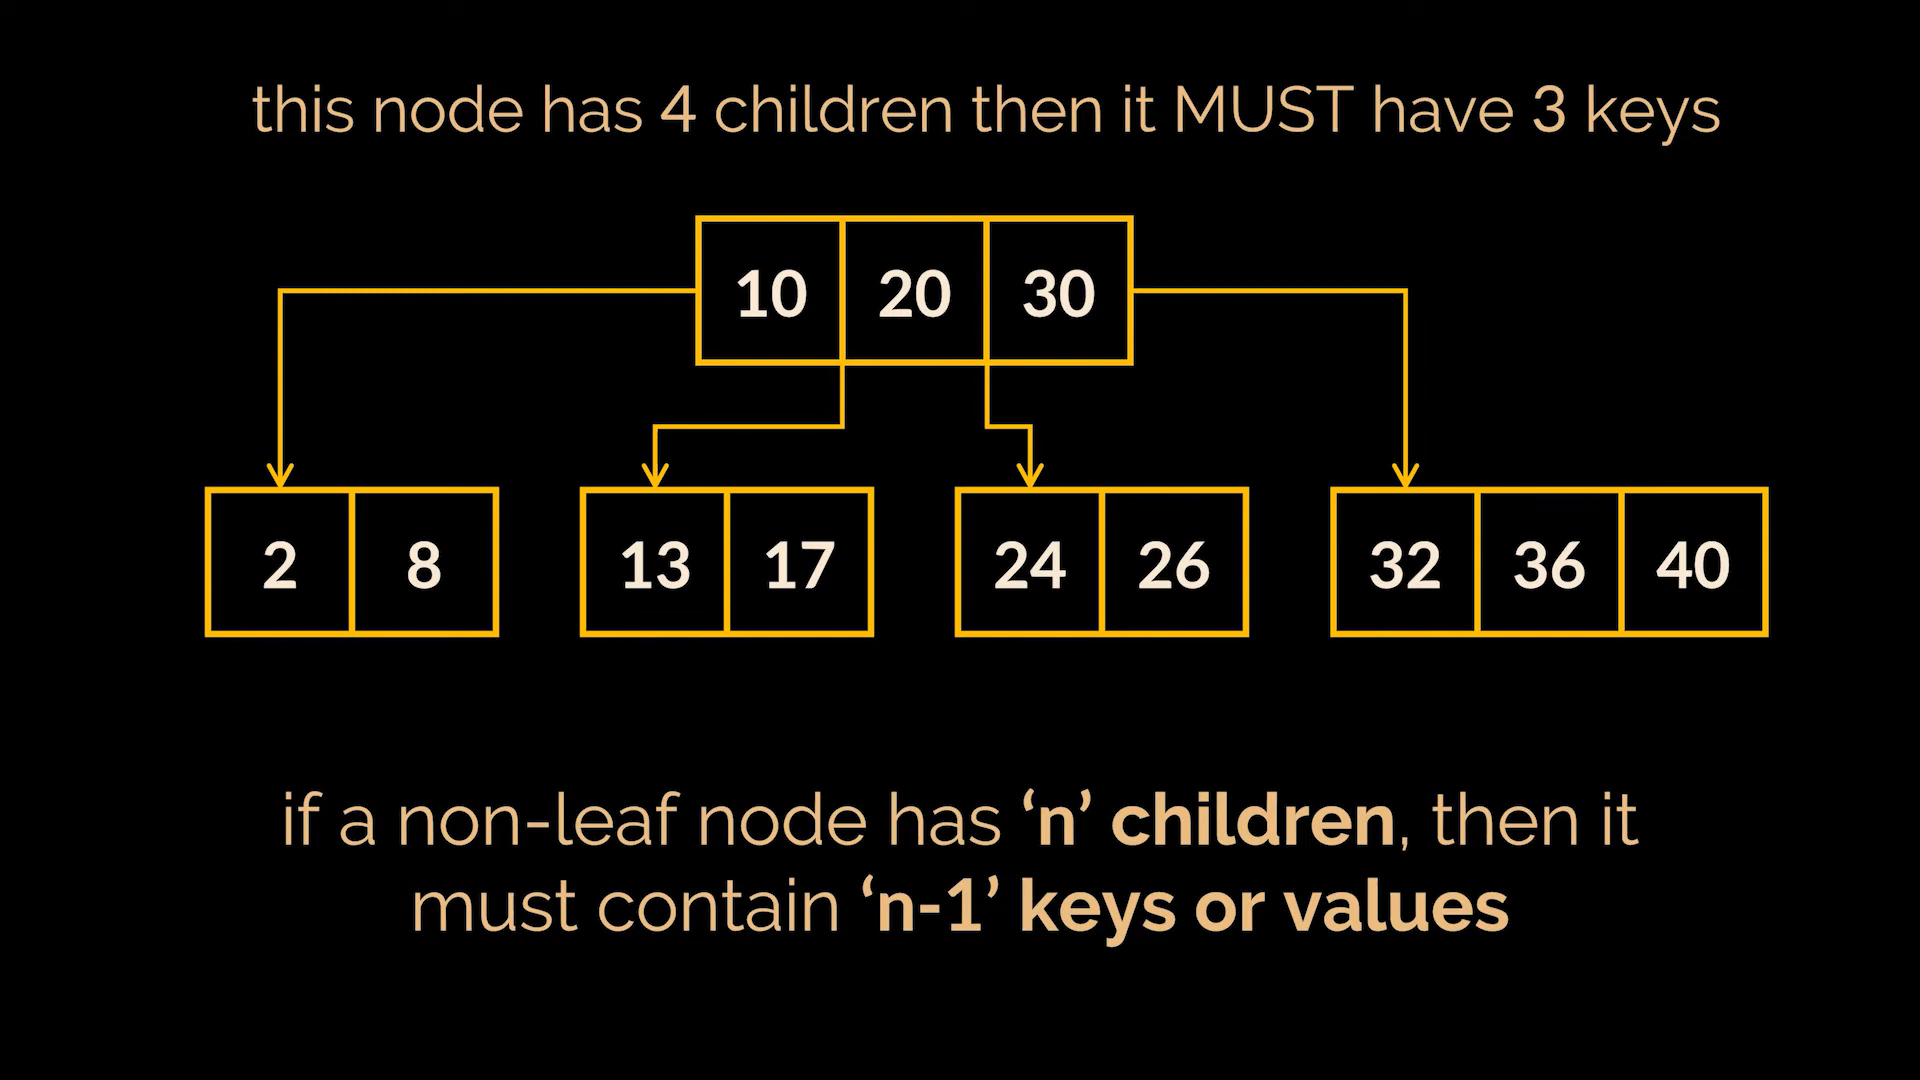 this node has 4 children then it MUST have 3 keys
10 20 30
2 8 13 17 24 26 32 36 40
if a non-leaf node has ‘n’ children, then it
must contain ‘n-1’ keys or values